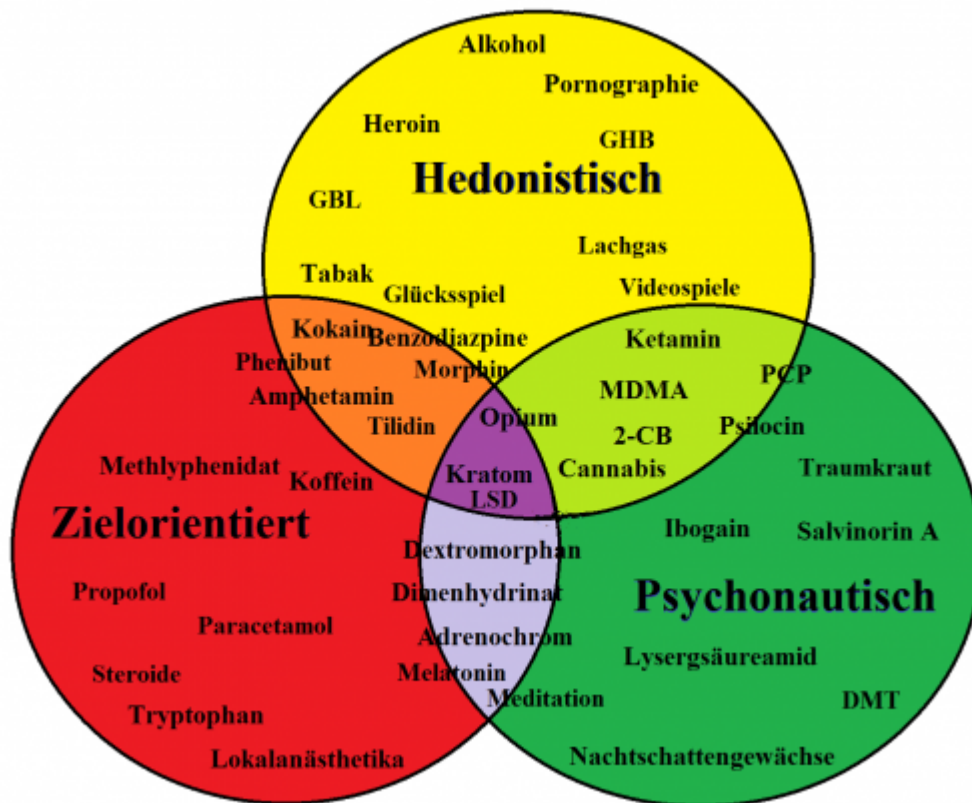 Alkohol
Pornographie
Heroin
GHB
Hedonistisch
GBL
Lachgas
Tabak
Videospiele
Glücksspiel
Kokain
Benzodiazpine
Ketamin
Phenibut
Morphin
PCP
Amphetamin
MDMA
Opium
Tilidin
2-CB
Psilocin
Methlyphenidat
Koffein
Kratom
Cannabis
Traumkraut
LSD
Zielorientiert
Ibogain
Salvinorin A
Dextromorphan
Propofol
Dimenhydrinat
Psychonautisch
Paracetamol
Adrenochrom
Lysergsäureamid
Steroide
Melatonin
Meditation
DMT
Tryptophan
Lokalanästhetika
Nachtschattengewächse